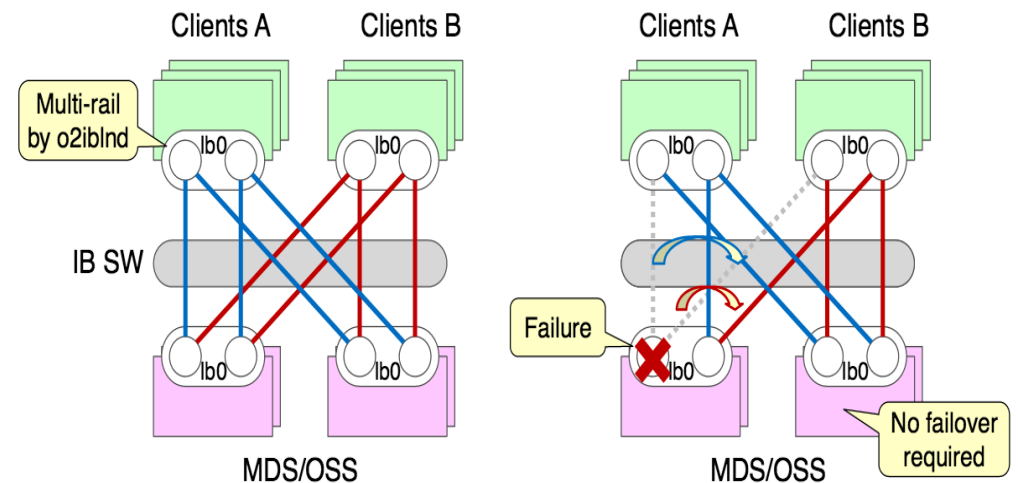 Clients A
Clients B
Clients A
Clients B
Multi-rail
by o2iblnd
Ib0
Ib0
Ib0
Ib0
IB SW
Failure
Ib0
Ib0
Ib0
Ib0
No failover
required
MDS/OSS
MDS/OSS